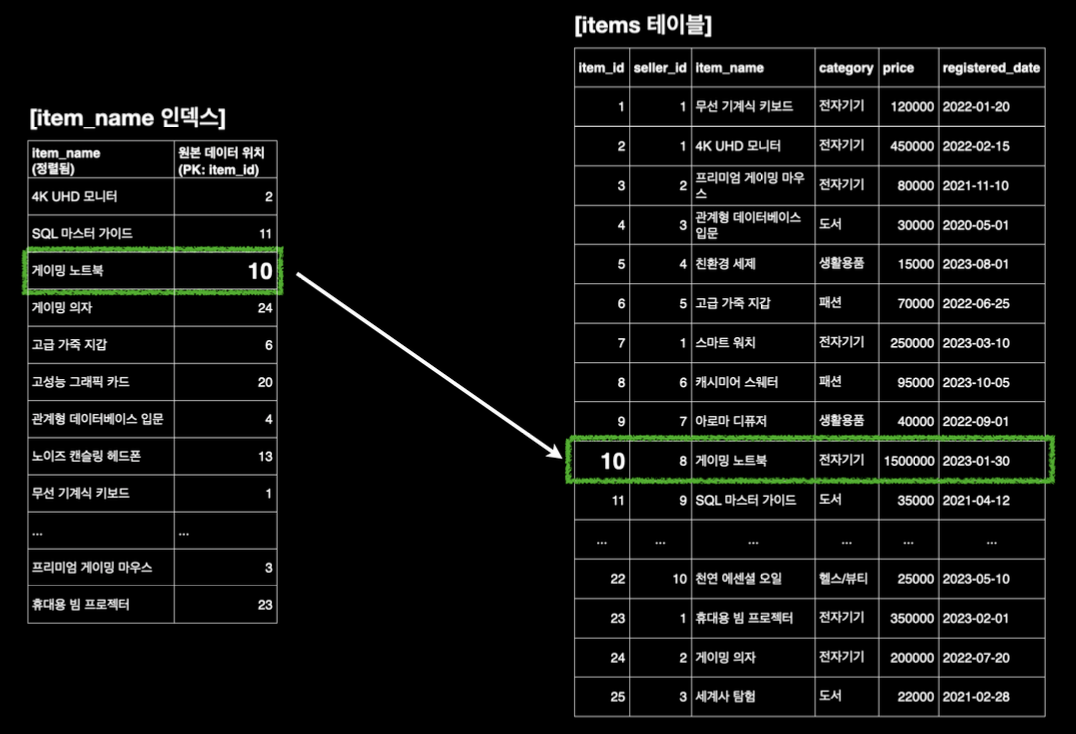 [item_name 인덱스]
item_name 원본 데이터 위치
(정렬됨) (PK: item_id)
4K UHD 모니터 2
SQL 마스터 가이드 11
게이밍 노트북 10
게이밍 의자 24
고급 가죽 지갑 6
고성능 그래픽 카드 20
관계형 데이터베이스 입문 4
노이즈 캔슬링 헤드폰 13
무선 기계식 키보드 1
... ...
프리미엄 게이밍 마우스 3
휴대용 빔 프로젝터 23
[items 테이블]
item_id seller_id item_name category price registered_date
1 1 무선 기계식 키보드 전자기기 120000 2022-01-20
2 1 4K UHD 모니터 전자기기 450000 2022-02-15
3 2 프리미엄 게이밍 마우
스 전자기기 80000 2021-11-10
4 3 관계형 데이터베이스
입문 도서 30000 2020-05-01
5 4 친환경 세제 생활용품 15000 2023-08-01
6 5 고급 가죽 지갑 패션 70000 2022-06-25
7 1 스마트 워치 전자기기 250000 2023-03-10
8 6 캐시미어 스웨터 패션 95000 2023-10-05
9 7 아로마 디퓨저 생활용품 40000 2022-09-01
10 8 게이밍 노트북 전자기기 1500000 2023-01-30
11 9 SQL 마스터 가이드 도서 35000 2021-04-12
... ... ... ... ... ...
22 10 천연 에센셜 오일 헬스/뷰티 25000 2023-05-10
23 1 휴대용 빔 프로젝터 전자기기 350000 2023-02-01
24 2 게이밍 의자 전자기기 200000 2022-07-20
25 3 세계사 탐험 도서 22000 2021-02-28